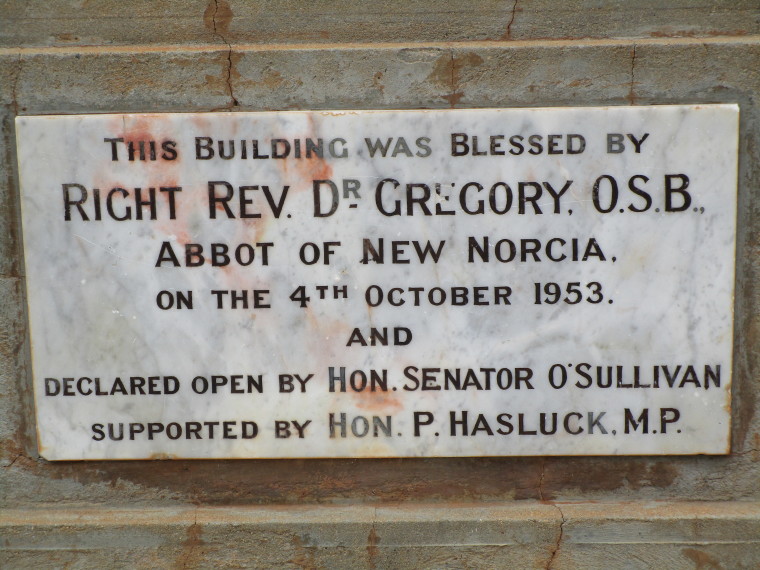 THIS BUILDING WAS BLESSED BY
RIGHT REV. DR GREGORY, O.S.B.,
ABBOT OF NEW NORCIA,
ON THE 4TH OCTOBER 1953.
AND
DECLARED OPEN BY HON. SENATOR O'SULLIVAN
SUPPORTED BY HON. P. HASLUCK, M.P.